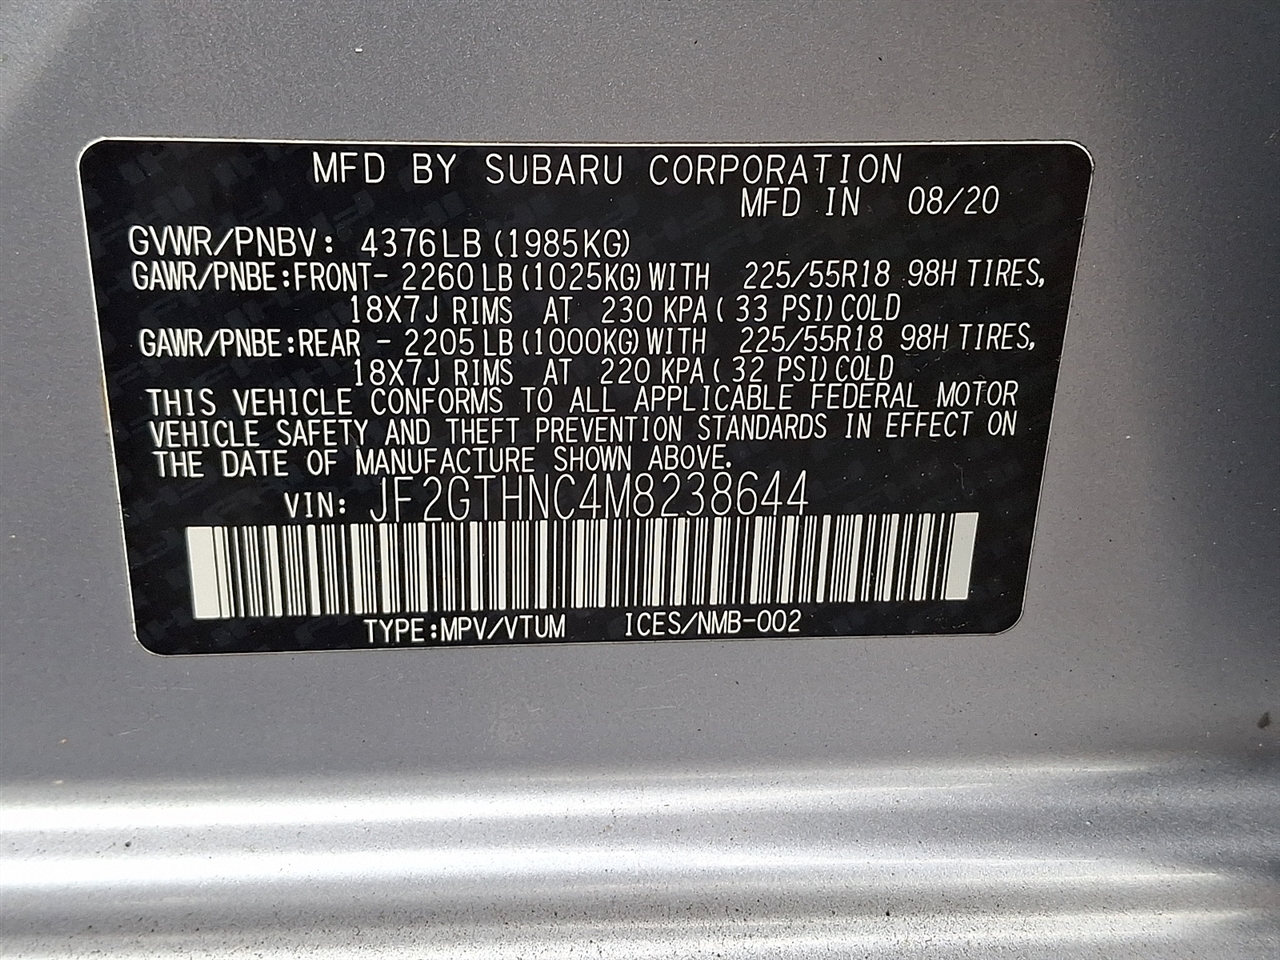 MFD BY SUBARU CORPORATION
MFD IN 08/20
GVWR/PNBV: 4376LB (1985KG)
GAWR/PNBE:FRONT- 2260 LB (1025KG) WITH 225/55R18 98H TIRES,
18X7J RIMS AT 230 KPA ( 33 PSI) COLD
GAWR/PNBE:REAR - 2205 LB (1000KG) WITH 225/55R18 98H TIRES,
18X7J RIMS AT 220 KPA ( 32 PSI) COLD
THIS VEHICLE CONFORMS TO ALL APPLICABLE FEDERAL MOTOR
VEHICLE SAFETY AND THEFT PREVENTION STANDARDS IN EFFECT ON
THE DATE OF MANUFACTURE SHOWN ABOVE.
VIN: JF2GTHNC4M8238644
TYPE:MPV/VTUM ICES/NMB-002